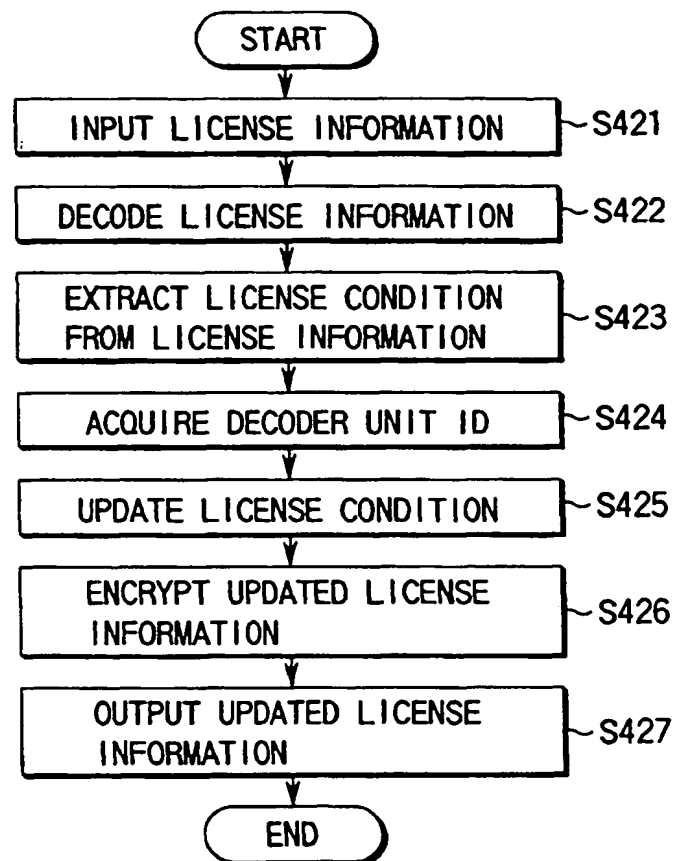 START
INPUT LICENSE INFORMATION
S421
DECODE LICENSE INFORMATION
S422
EXTRACT LICENSE CONDITION
FROM LICENSE INFORMATION
S423
ACQUIRE DECODER UNIT ID
S424
UPDATE LICENSE CONDITION
S425
ENCRYPT UPDATED LICENSE
INFORMATION
S426
OUTPUT UPDATED LICENSE
INFORMATION
S427
END